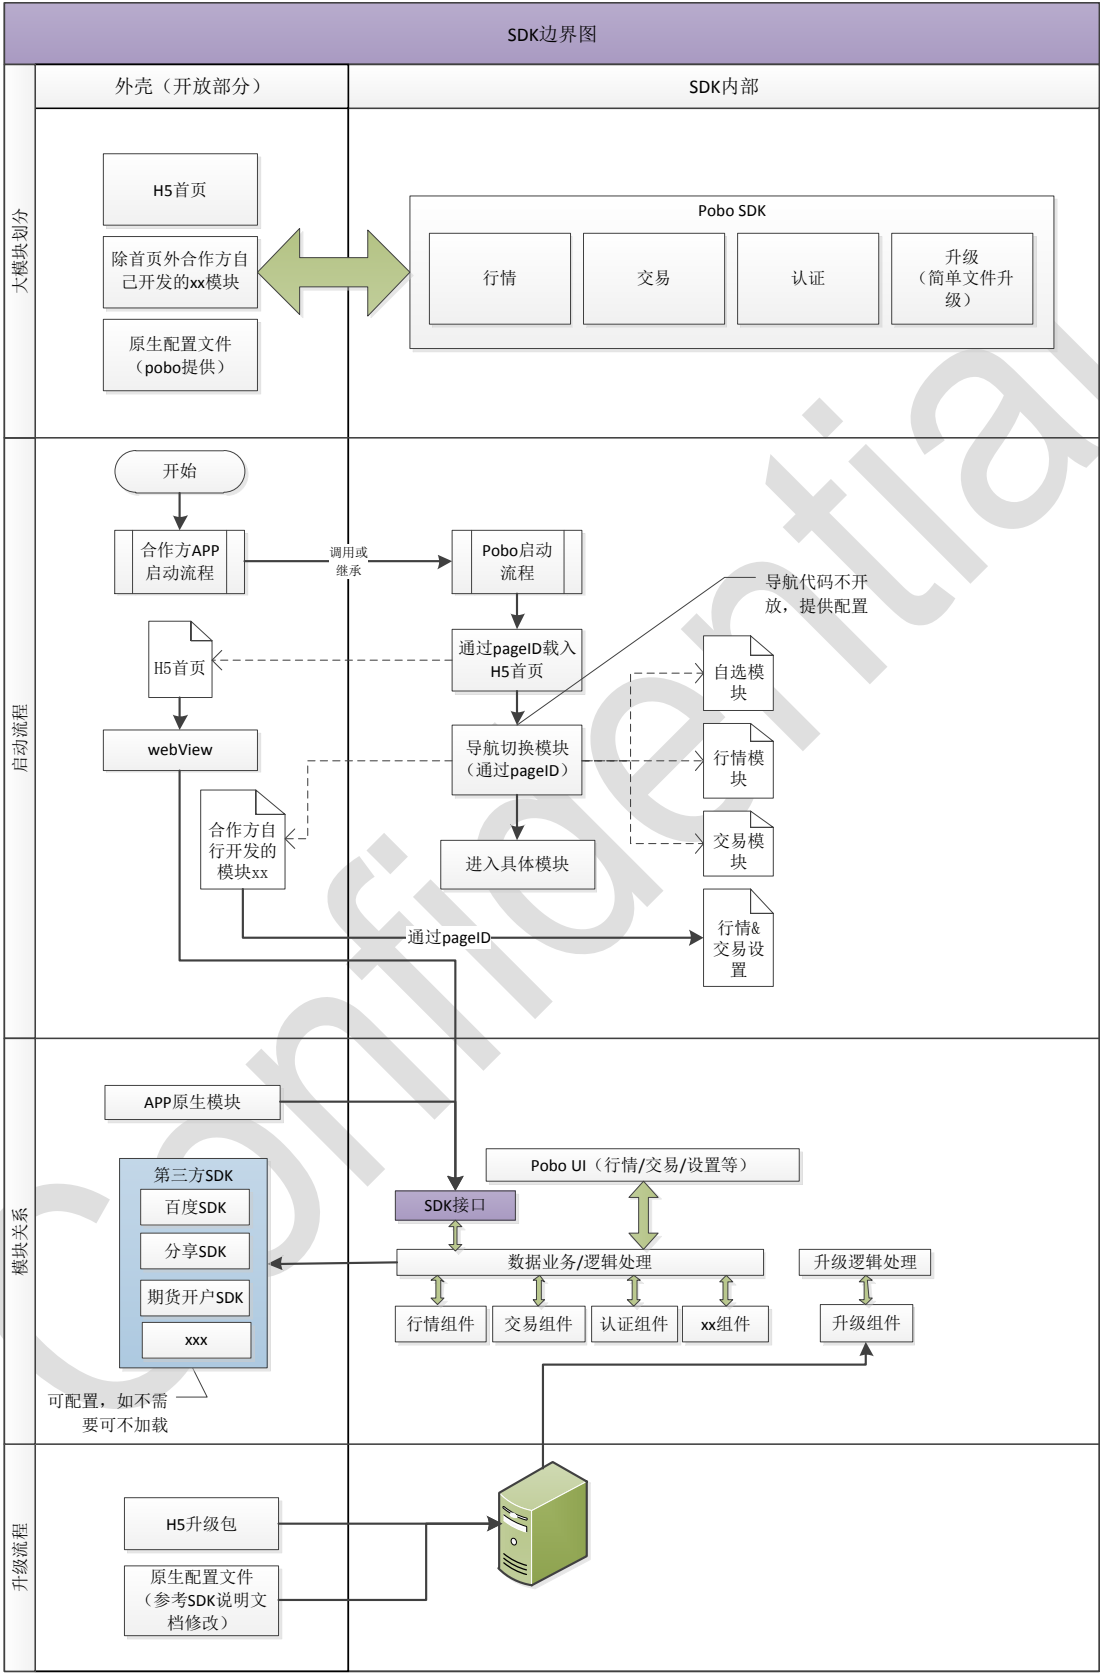 SDK边界图
外壳（开放部分）
SDK内部
大模块划分
H5首页
除首页外合作方自
己开发的xx模块
原生配置文件
（pobo提供）
Pobo SDK
行情
交易
认证
升级
（简单文件升
级）
启动流程
开始
合作方APP
启动流程
调用或
继承
Pobo启动
流程
导航代码不开
放，提供配置
H5首页
通过pageID载入
H5首页
自选模
块
webView
导航切换模块
（通过pageID）
行情模
块
合作方自
行开发的
模块xx
进入具体模块
交易模
块
通过pageID
行情&
交易设
置
模块关系
APP原生模块
第三方SDK
百度SDK
分享SDK
期货开户SDK
xxx
可配置，如不需
要可不加载
Pobo UI（行情/交易/设置等）
SDK接口
数据业务/逻辑处理
升级逻辑处理
行情组件
交易组件
认证组件
xx组件
升级组件
升级流程
H5升级包
原生配置文件
（参考SDK说明文
档修改）
Confidential